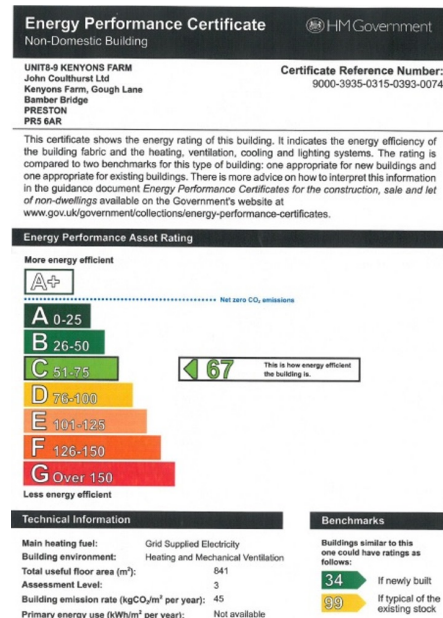 Energy Performance Certificate
HM Government
Non-Domestic Building
UNIT8-9 KENYONS FARM
John Coulthurst Ltd
Kenyons Farm, Gough Lane
Bamber Bridge
PRESTON
PR5 6AR
Certificate Reference Number:
9000-3935-0315-0393-0074
This certificate shows the energy rating of this building. It indicates the energy efficiency of
the building fabric and the heating, ventilation, cooling and lighting systems. The rating is
compared to two benchmarks for this type of building: one appropriate for new buildings and
one appropriate for existing buildings. There is more advice on how to interpret this information
in the guidance document Energy Performance Certificates for the construction, sale and let
of non-dwellings available on the Government's website at
www.gov.uk/government/collections/energy-performance-certificates.
Energy Performance Asset Rating
More energy efficient
A+
Net zero CO₂ emissions
A 0-25
B 26-50
C 51-75
67
This is how energy efficient
the building is.
D 76-100
E 101-125
F 126-150
G Over 150
Less energy efficient
Technical Information
Main heating fuel: Grid Supplied Electricity
Building environment: Heating and Mechanical Ventilation
Total useful floor area (m²): 841
Assessment Level: 3
Building emission rate (kgCO₂/m² per year): 45
Primary energy use (kWh/m² per year): Not available
Benchmarks
Buildings similar to this
one could have ratings as
follows:
34 If newly built
99 If typical of the
existing stock